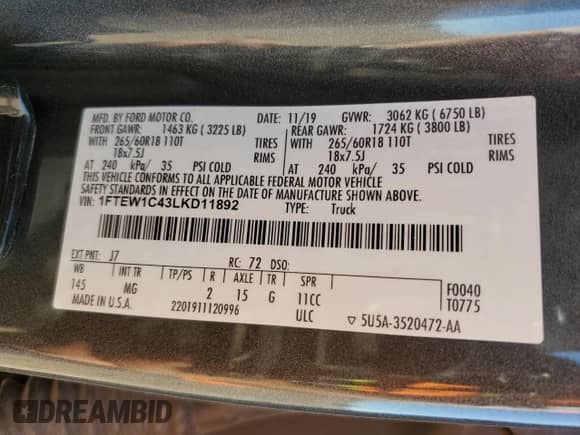 MFD. BY FORD MOTOR CO. DATE: 11/19 GVWR: 3062 KG ( 6750 LB)
FRONT GAWR: 1463 KG ( 3225 LB) REAR GAWR: 1724 KG ( 3800 LB)
WITH 265/60R18 110T TIRES WITH 265/60R18 110T TIRES
18x7.5J RIMS 18x7.5J RIMS
AT 240 kPa/ 35 PSI COLD AT 240 kPa/ 35 PSI COLD
THIS VEHICLE CONFORMS TO ALL APPLICABLE FEDERAL MOTOR VEHICLE
SAFETY STANDARDS IN EFFECT ON THE DATE OF MANUFACTURE SHOWN ABOVE.
VIN: 1FTEW1C43LKD11892 TYPE: Truck
EXT PNT: J7 RC: 72 DSO:
WB INT TR TP/PS R AXLE TR SPR F0040
145 MG 2 15 G 11CC T0775
MADE IN U.S.A. 2201911120996 ULC ▽ 5U5A-3520472-AA
DREAMBID